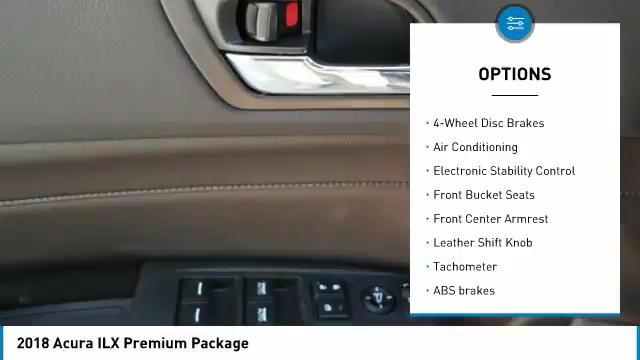 OPTIONS
· 4-Wheel Disc Brakes
· Air Conditioning
· Electronic Stability Control
· Front Bucket Seats
· Front Center Armrest
· Leather Shift Knob
· Tachometer
· ABS brakes
2018 Acura ILX Premium Package